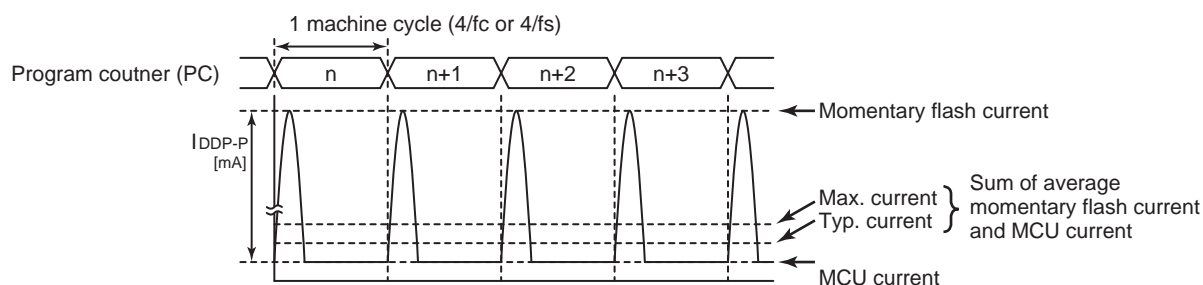 1 machine cycle (4/fc or 4/fs)
Program coutner (PC)
n
n+1
n+2
n+3
Momentary flash current
I DDP-P
[mA]
Max. current
Typ. current
Sum of average
momentary flash current
and MCU current
MCU current